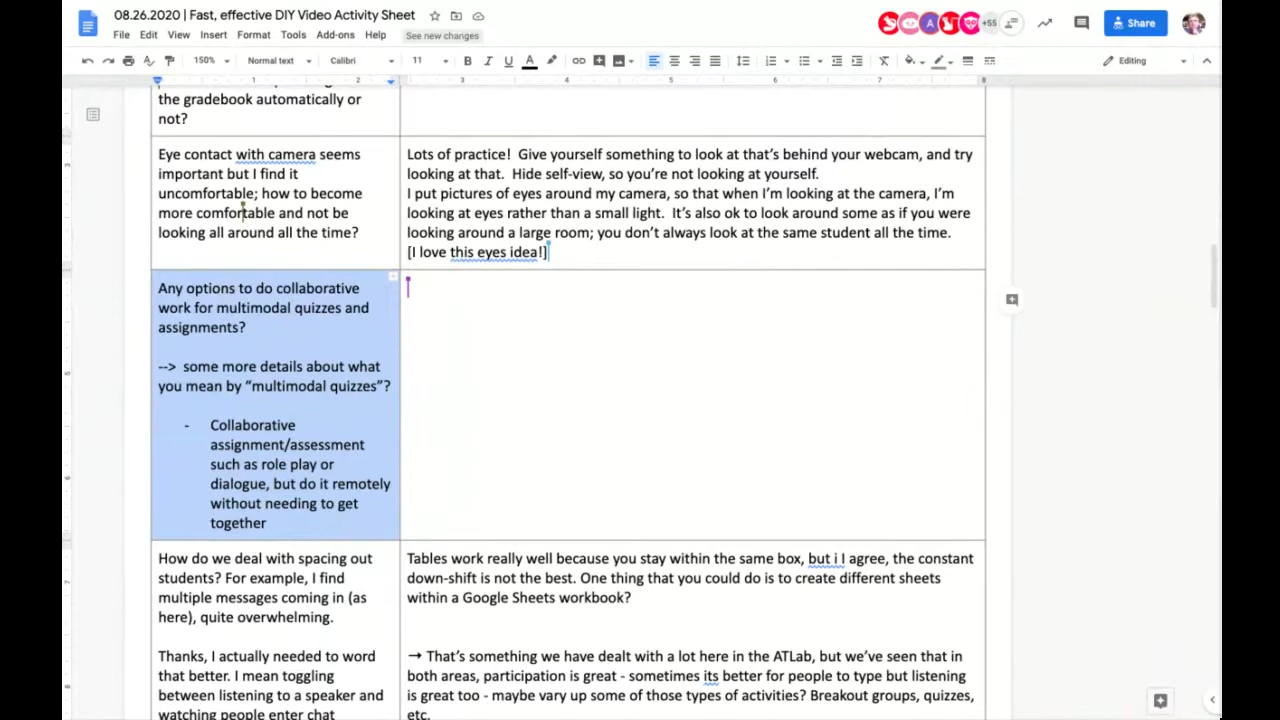 08.26.2020 | Fast, effective DIY Video Activity Sheet
A
+55
Share
File Edit View Insert Format Tools Add-ons Help See new changes
150% Normal text Calibri 11 B I U A Editing
1 2 3 4 5 6 7 8
the gradebook automatically or
not?
Eye contact with camera seems
important but I find it
uncomfortable; how to become
more comfortable and not be
looking all around all the time?
Lots of practice! Give yourself something to look at that's behind your webcam, and try
looking at that. Hide self-view, so you're not looking at yourself.
I put pictures of eyes around my camera, so that when I'm looking at the camera, I'm
looking at eyes rather than a small light. It's also ok to look around some as if you were
looking around a large room; you don't always look at the same student all the time.
[I love this eyes idea!]
Any options to do collaborative
work for multimodal quizzes and
assignments?
--> some more details about what
you mean by "multimodal quizzes"?
- Collaborative
assignment/assessment
such as role play or
dialogue, but do it remotely
without needing to get
together
How do we deal with spacing out
students? For example, I find
multiple messages coming in (as
here), quite overwhelming.
Thanks, I actually needed to word
that better. I mean toggling
between listening to a speaker and
watching people enter chat
Tables work really well because you stay within the same box, but i I agree, the constant
down-shift is not the best. One thing that you could do is to create different sheets
within a Google Sheets workbook?
→ That's something we have dealt with a lot here in the ATLab, but we've seen that in
both areas, participation is great - sometimes its better for people to type but listening
is great too - maybe vary up some of those types of activities? Breakout groups, quizzes,
etc.